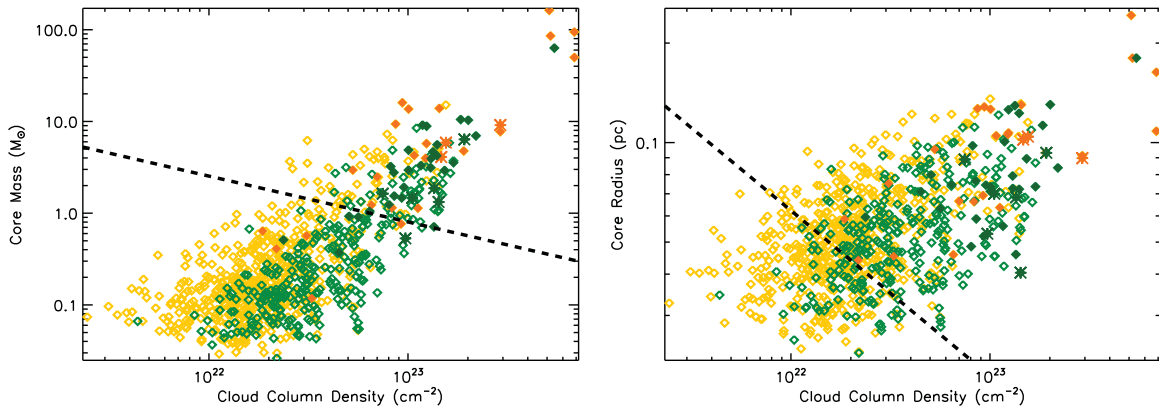 100.0
10.0
1.0
0.1
Core Mass (M⊙)
10²² 10²³
Cloud Column Density (cm⁻²)
0.1
Core Radius (pc)
10²² 10²³
Cloud Column Density (cm⁻²)